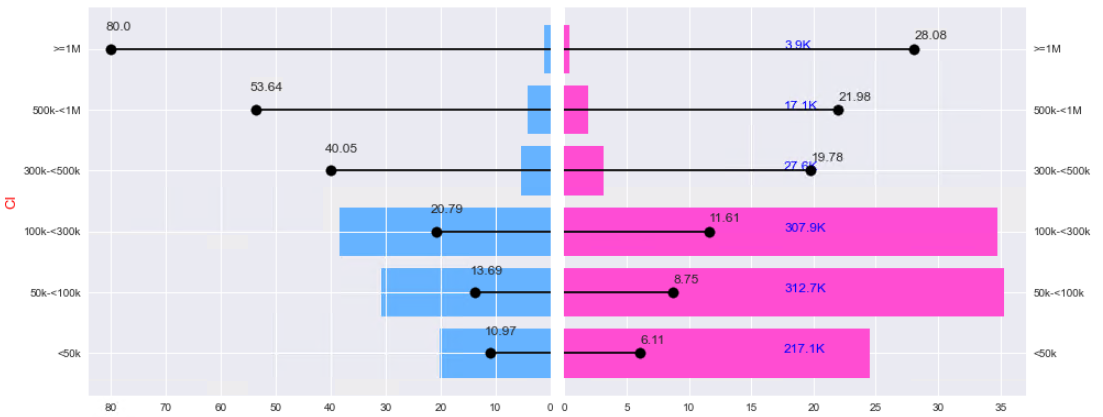 80.0
>=1M 3.9K 28.08 >=1M
53.64
500k-<1M 17.1K 21.98 500k-<1M
40.05
300k-<500k 27.6K 19.78 300k-<500k
CI
20.79 11.61
100k-<300k 307.9K 100k-<300k
13.69 8.75
50k-<100k 312.7K 50k-<100k
10.97 6.11
<50k 217.1K <50k
80 70 60 50 40 30 20 10 0 0 5 10 15 20 25 30 35